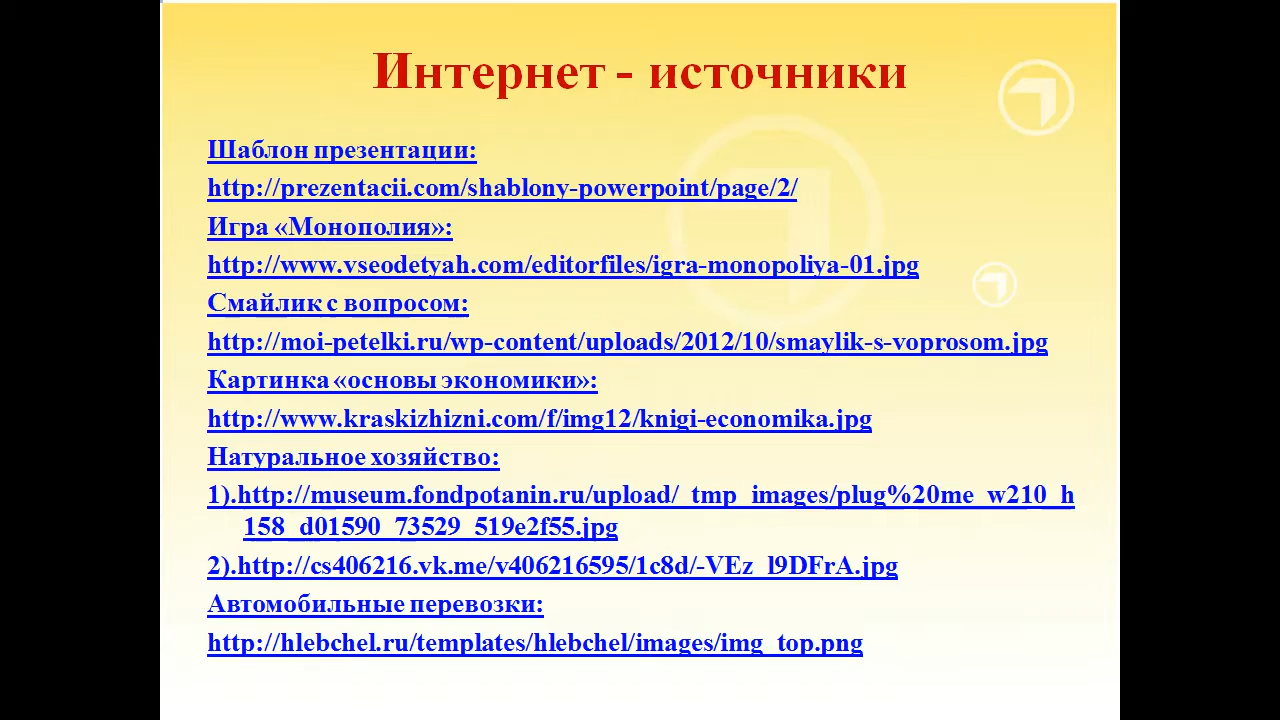 Интернет - источники
Шаблон презентации:
http://prezentacii.com/shablony-powerpoint/page/2/
Игра «Монополия»:
http://www.vseodetyah.com/editorfiles/igra-monopoliya-01.jpg
Смайлик с вопросом:
http://moi-petelki.ru/wp-content/uploads/2012/10/smaylik-s-voprosom.jpg
Картинка «основы экономики»:
http://www.kraskizhizni.com/f/img12/knigi-economika.jpg
Натуральное хозяйство:
1).http://museum.fondpotanin.ru/upload/_tmp_images/plug%20me_w210_h
158_d01590_73529_519e2f55.jpg
2).http://cs406216.vk.me/v406216595/1c8d/-VEz_l9DFrA.jpg
Автомобильные перевозки:
http://hlebchel.ru/templates/hlebchel/images/img_top.png